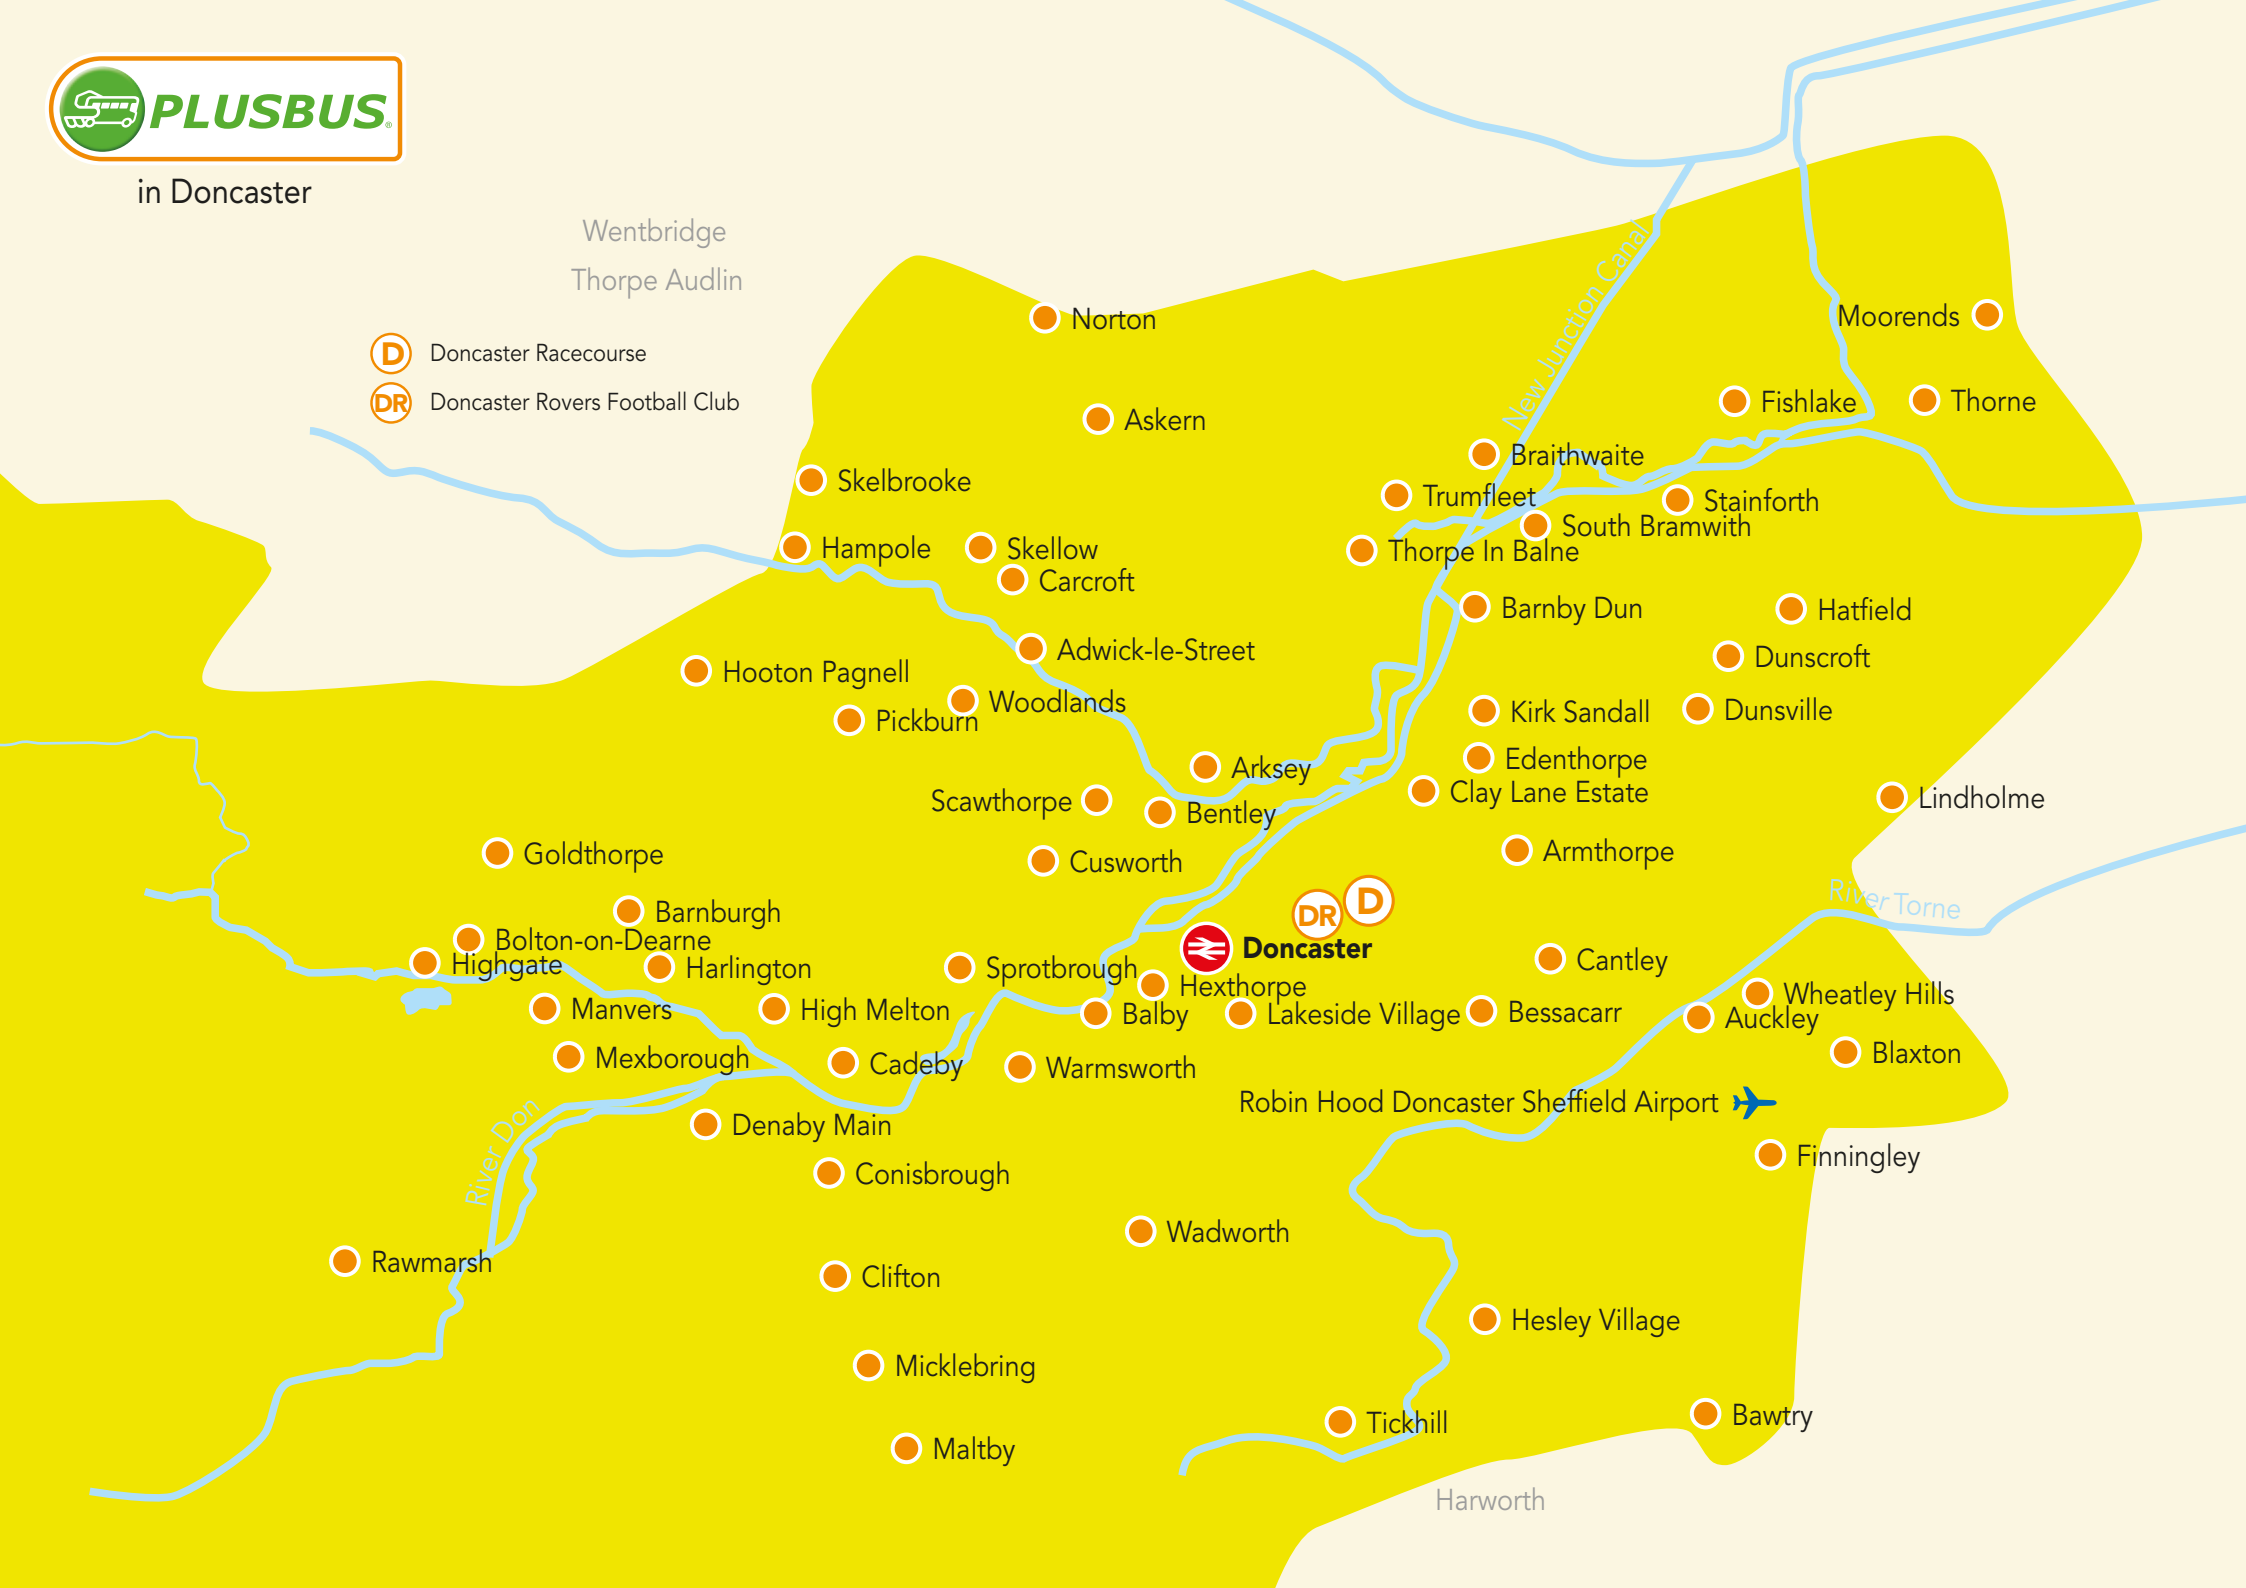 PLUSBUS®
in Doncaster
Wentbridge
Thorpe Audlin
D Doncaster Racecourse
DR Doncaster Rovers Football Club
Norton
Moorends
New Junction Canal
Askern
Fishlake
Thorne
Braithwaite
Skelbrooke
Trumfleet
Stainforth
South Bramwith
Hampole
Skellow
Thorpe In Balne
Carcroft
Barnby Dun
Hatfield
Adwick-le-Street
Dunscroft
Hooton Pagnell
Woodlands
Pickburn
Kirk Sandall
Dunsville
Edenthorpe
Arksey
Clay Lane Estate
Scawthorpe
Lindholme
Bentley
Goldthorpe
Cusworth
Armthorpe
River Torne
Barnburgh
D
DR
Bolton-on-Dearne
Doncaster
Highgate
Harlington
Sprotbrough
Cantley
Hexthorpe
Wheatley Hills
Manvers
High Melton
Balby
Lakeside Village
Bessacarr
Auckley
Mexborough
Cadeby
Warmsworth
Blaxton
Robin Hood Doncaster Sheffield Airport
River Don
Denaby Main
Finningley
Conisbrough
Wadworth
Rawmarsh
Clifton
Hesley Village
Micklebring
Tickhill
Bawtry
Maltby
Harworth